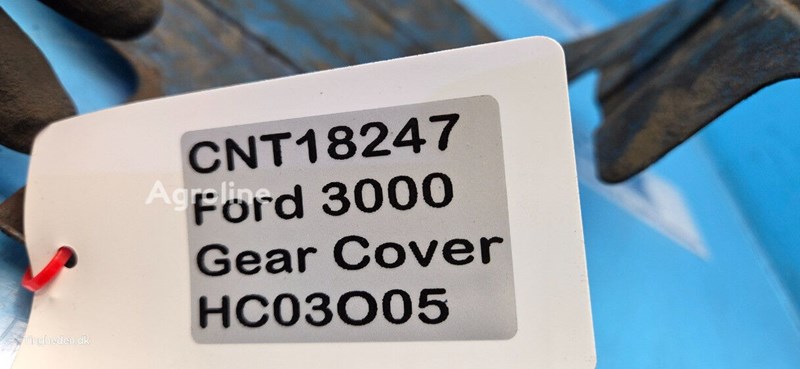 CNT18247
Agroline
Ford 3000
Gear Cover
HC03O05